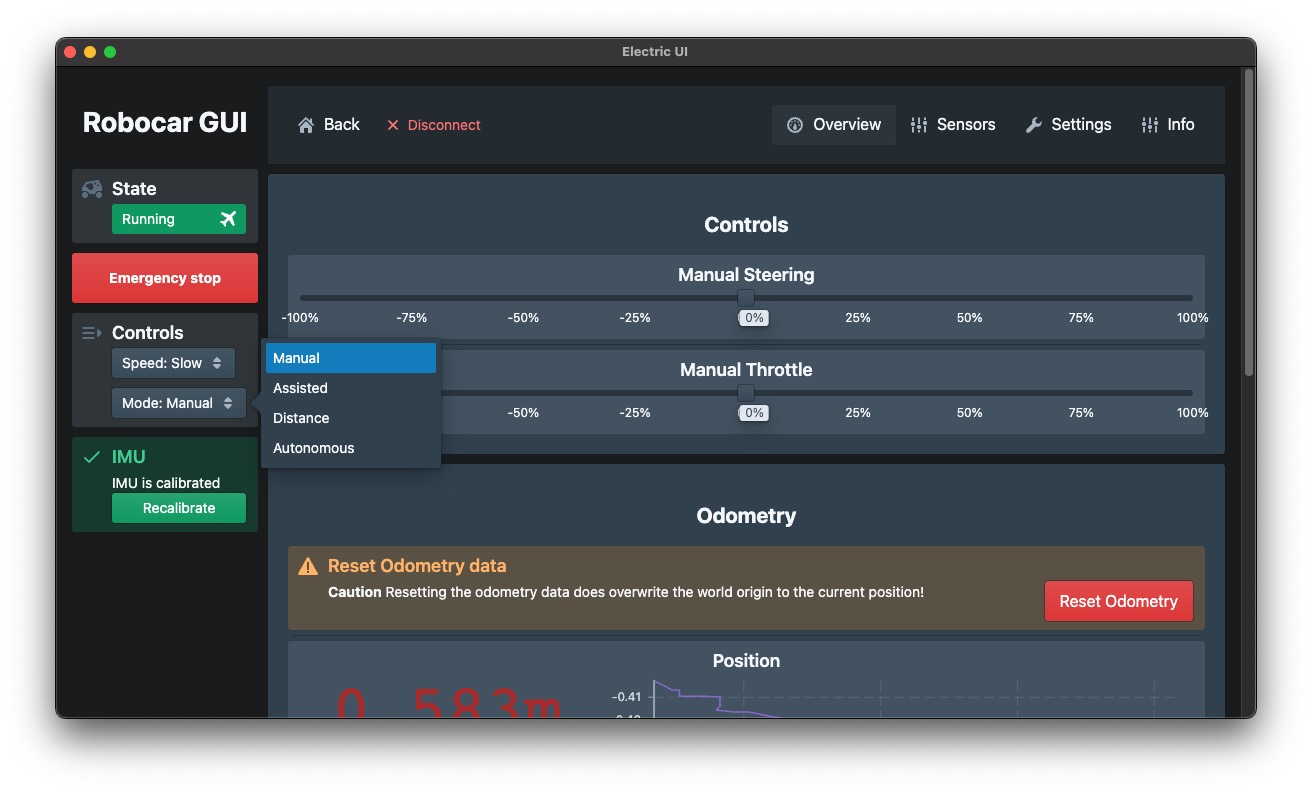 Electric UI
Robocar GUI
Back
Disconnect
Overview
Sensors
Settings
Info
State
Running
Emergency stop
Controls
Speed: Slow
Mode: Manual
Manual
Assisted
Distance
Autonomous
IMU
IMU is calibrated
Recalibrate
Controls
Manual Steering
-100% -75% -50% -25% 0% 25% 50% 75% 100%
Manual Throttle
-50% -25% 0% 25% 50% 75% 100%
Odometry
Reset Odometry data
Caution Resetting the odometry data does overwrite the world origin to the current position!
Reset Odometry
Position
0.583m
-0.41